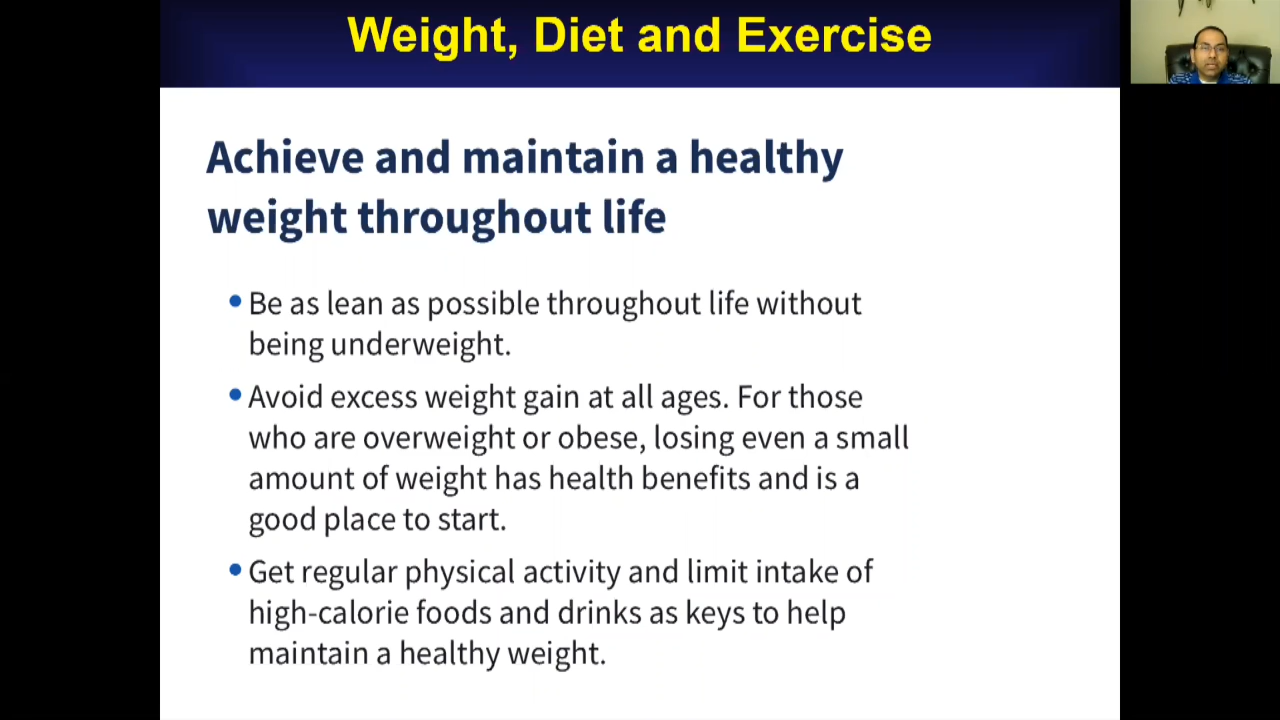 Weight, Diet and Exercise
Achieve and maintain a healthy
weight throughout life
• Be as lean as possible throughout life without
being underweight.
• Avoid excess weight gain at all ages. For those
who are overweight or obese, losing even a small
amount of weight has health benefits and is a
good place to start.
• Get regular physical activity and limit intake of
high-calorie foods and drinks as keys to help
maintain a healthy weight.